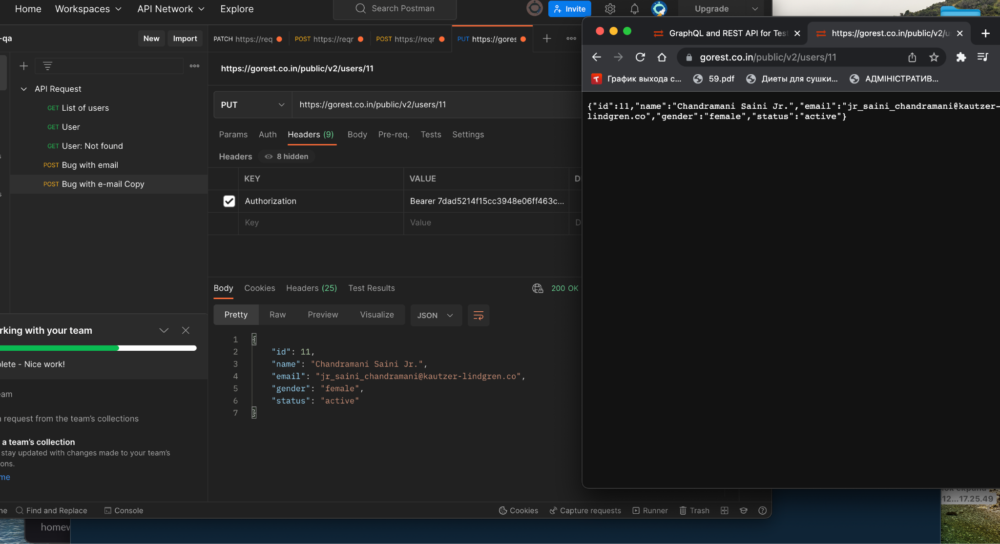 Home Workspaces API Network Explore
Search Postman
Invite
Upgrade
-qa
New Import
PATCH https://req
POST https://reqr
POST https://reqr
PUT https://gores
https://gorest.co.in/public/v2/users/11
API Request
GET List of users
GET User
GET User: Not found
POST Bug with email
POST Bug with e-mail Copy
PUT https://gorest.co.in/public/v2/users/11
Params Auth Headers (9) Body Pre-req. Tests Settings
Headers 8 hidden
KEY VALUE D
Authorization Bearer 7dad5214f15cc3948e06ff463c...
Key Value D
Body Cookies Headers (25) Test Results
200 OK
Pretty Raw Preview Visualize JSON
1 {
2 "id": 11,
3 "name": "Chandramani Saini Jr.",
4 "email": "jr_saini_chandramani@kautzer-lindgren.co",
5 "gender": "female",
6 "status": "active"
7 }
rking with your team
lete - Nice work!
eam
a request from the team's collections
a team's collection
stay updated with changes made to your team's
ons.
me
ne Find and Replace Console
Cookies Capture requests Runner Trash
homew
GraphQL and REST API for Test
https://gorest.co.in/public/v2/u
gorest.co.in/public/v2/users/11
График выхода с... 59.pdf Диеты для сушки... АДМІНІСТРАТИВ...
{"id":11,"name":"Chandramani Saini Jr.","email":"jr_saini_chandramani@kautzer-
lindgren.co","gender":"female","status":"active"}
12...17.25.49